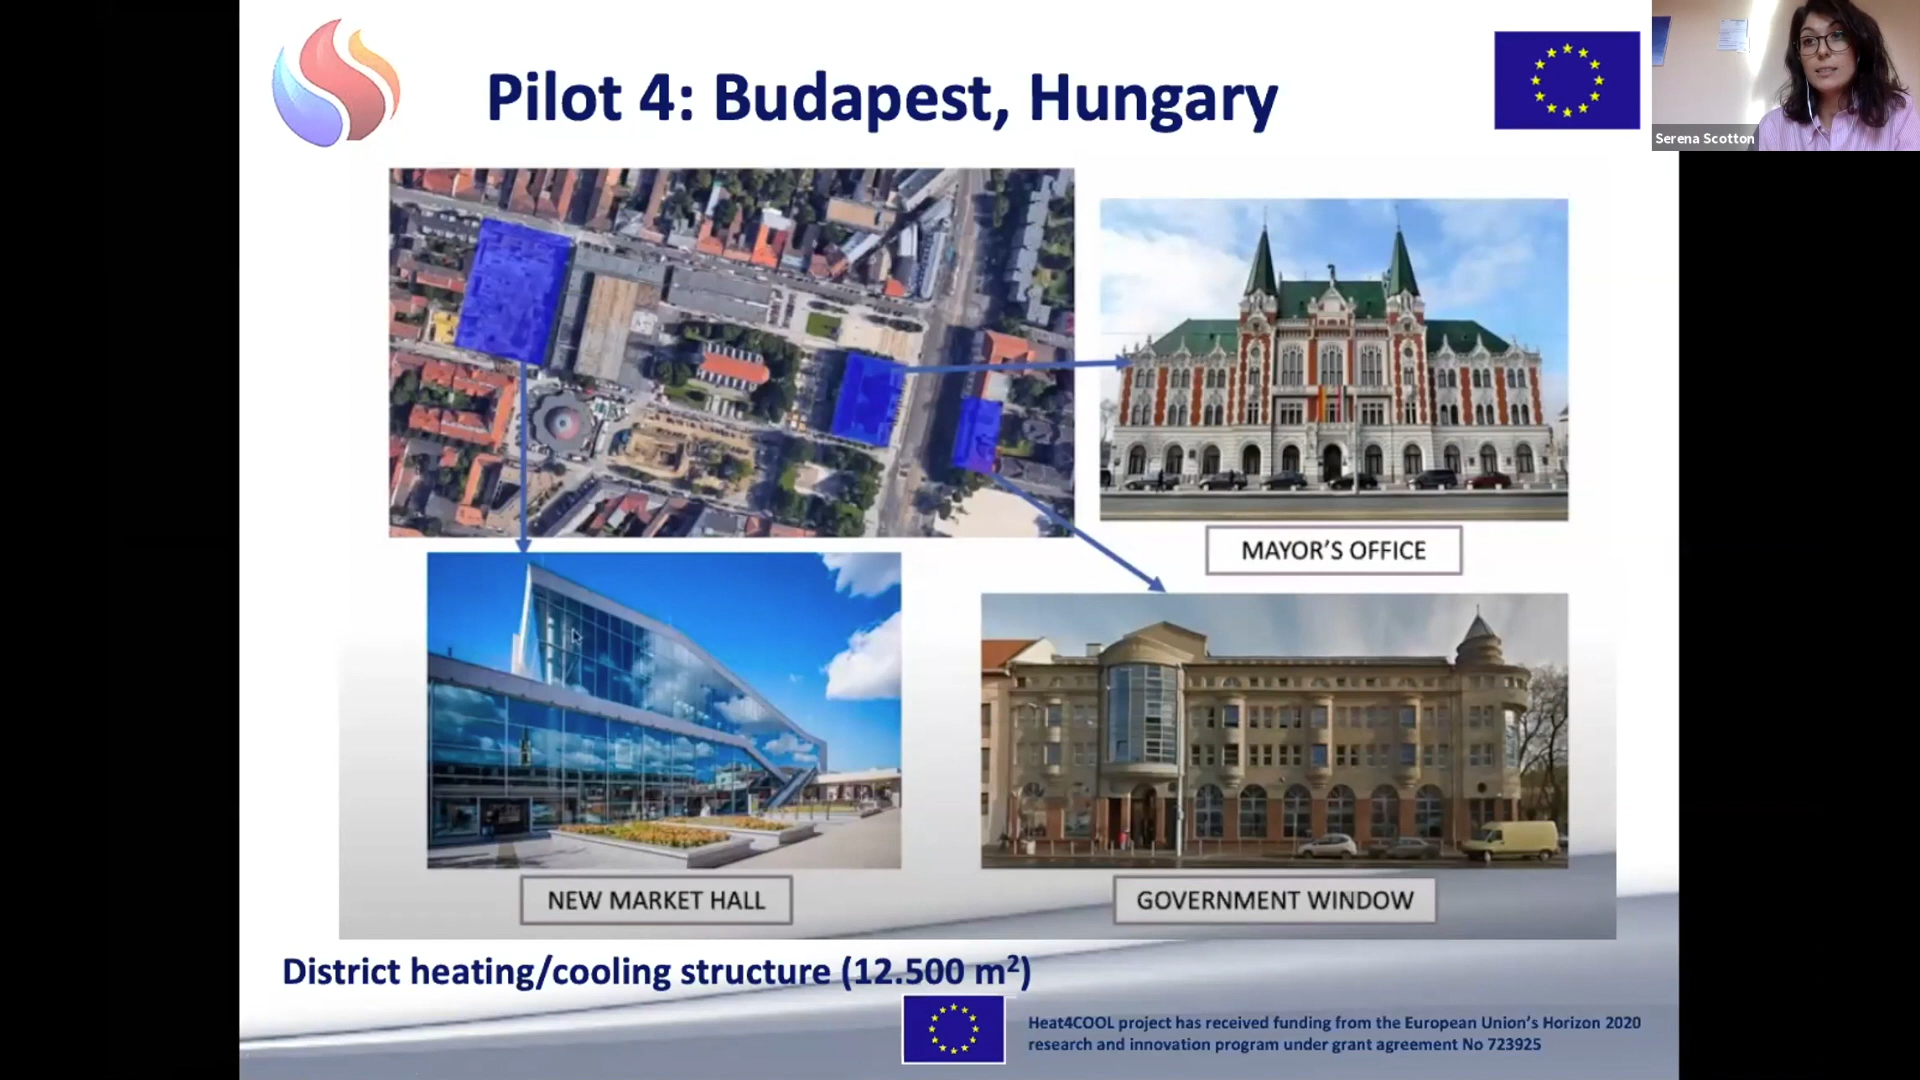 Pilot 4: Budapest, Hungary
Serena Scotton
MAYOR'S OFFICE
NEW MARKET HALL
GOVERNMENT WINDOW
District heating/cooling structure (12.500 m²)
Heat4COOL project has received funding from the European Union's Horizon 2020
research and innovation program under grant agreement No 723925